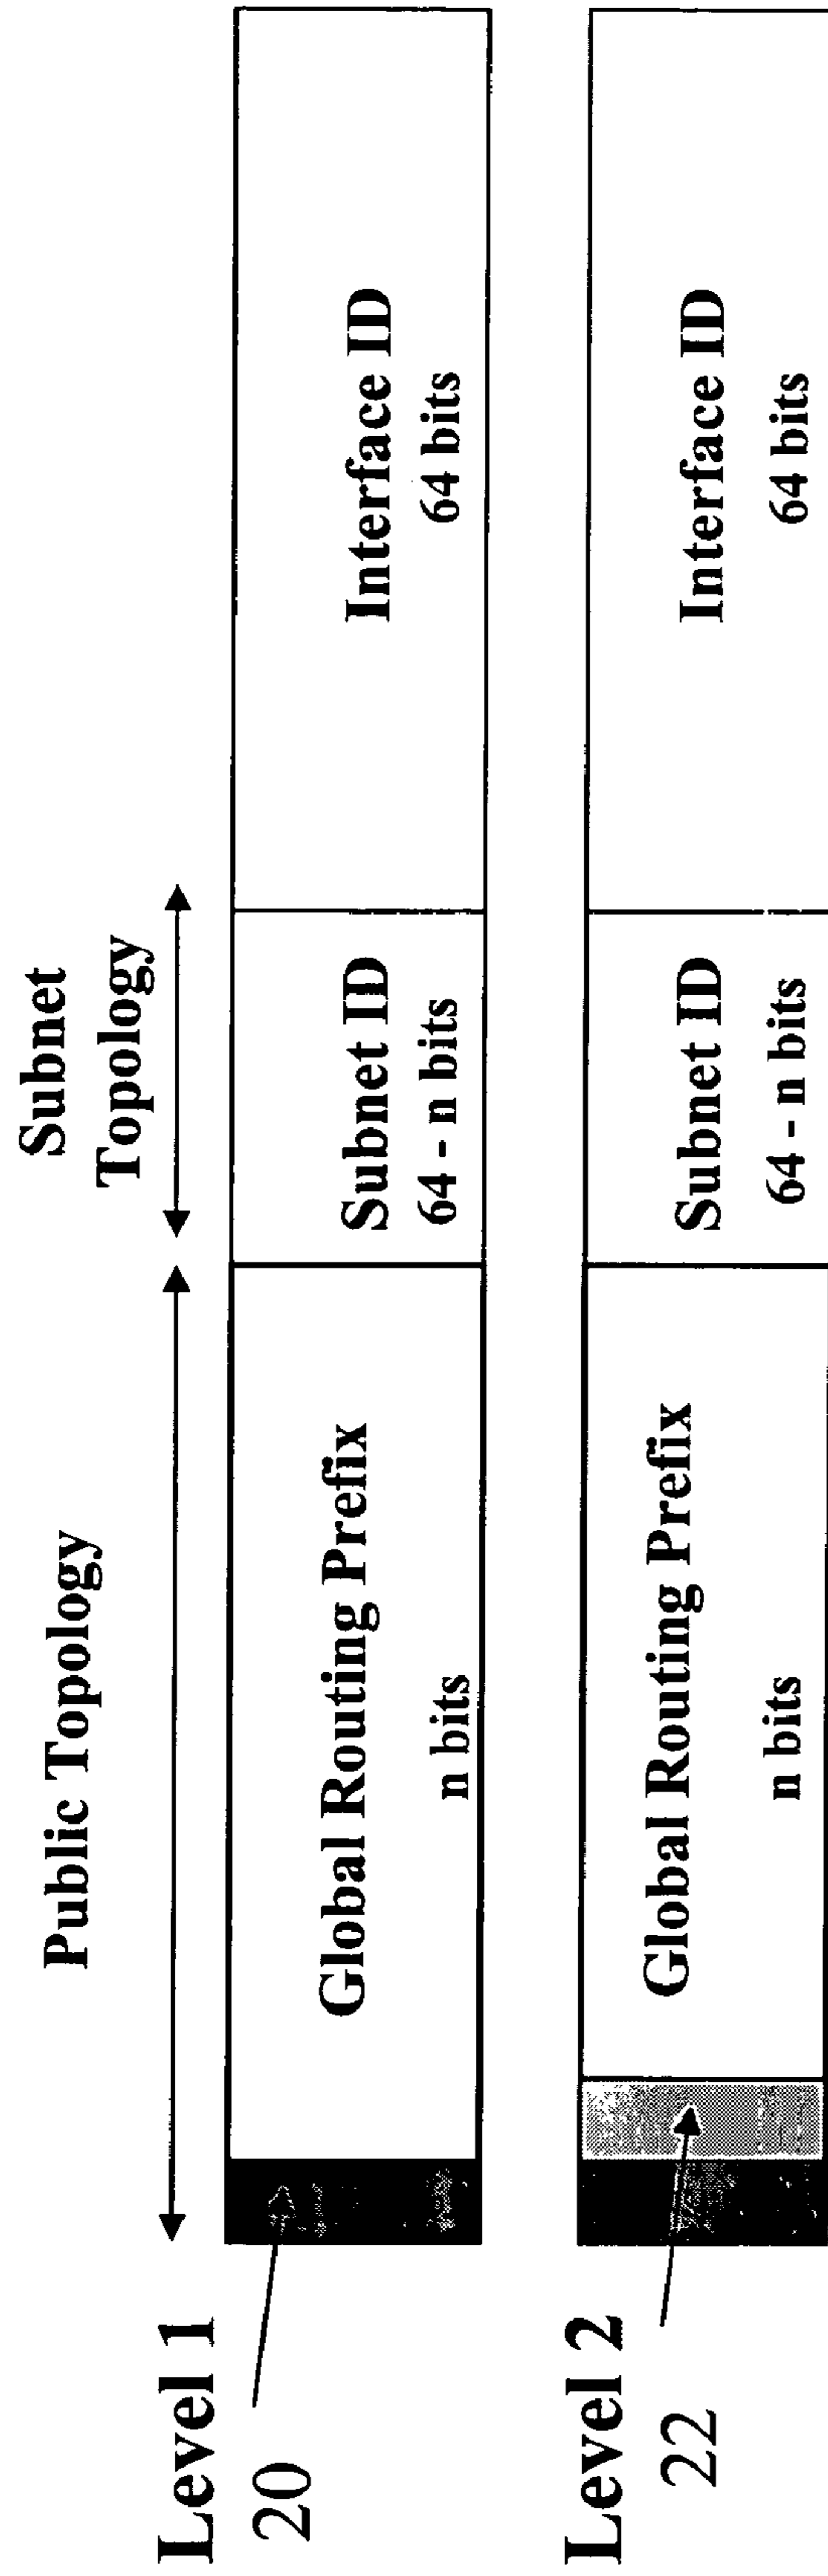 Public Topology
Subnet
Topology
Level 1
20
Global Routing Prefix
n bits
Subnet ID
64 - n bits
Interface ID
64 bits
Level 2
22
Global Routing Prefix
n bits
Subnet ID
64 - n bits
Interface ID
64 bits